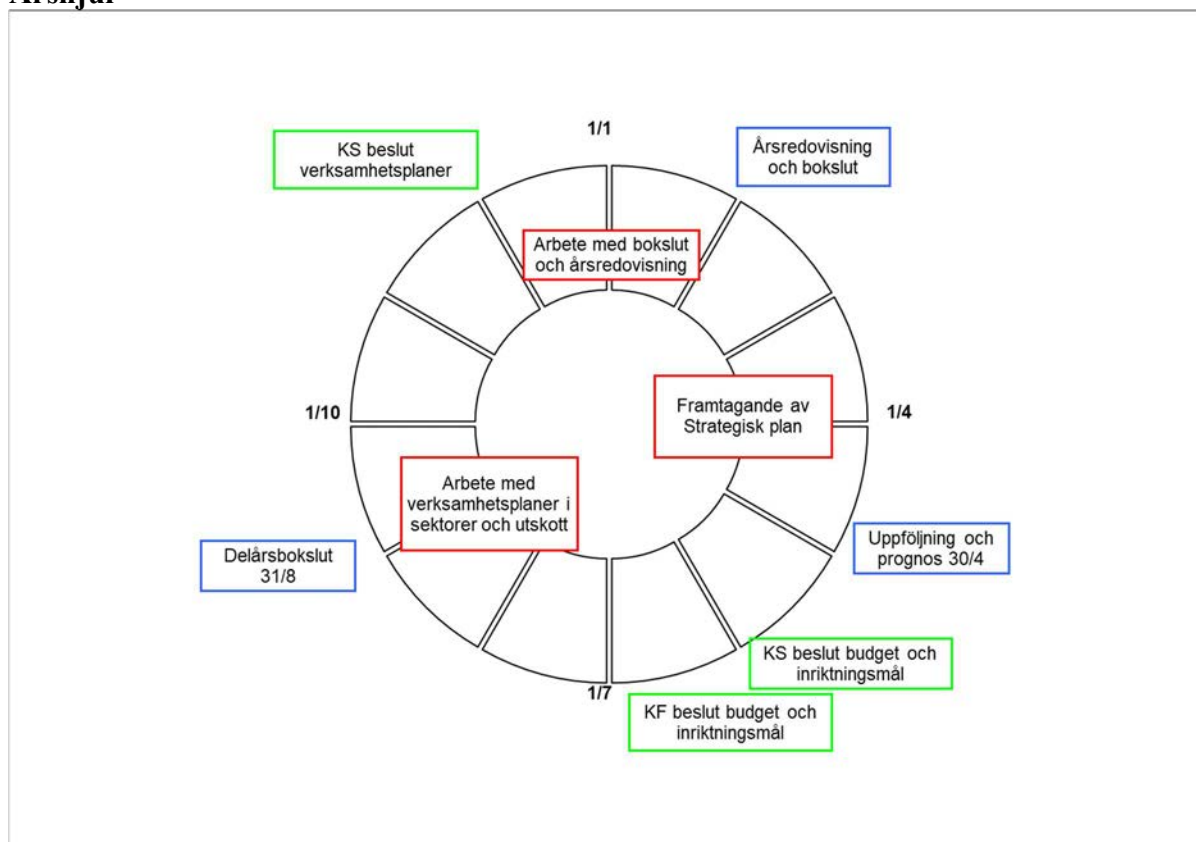 Årshjul
1/1
KS beslut
verksamhetsplaner
Årsredovisning
och bokslut
Arbete med bokslut
och årsredovisning
Framtagande av
Strategisk plan
1/10
1/4
Arbete med
verksamhetsplaner i
sektorer och utskott
Delårsbokslut
31/8
Uppföljning och
prognos 30/4
KS beslut budget och
inriktningsmål
1/7
KF beslut budget och
inriktningsmål